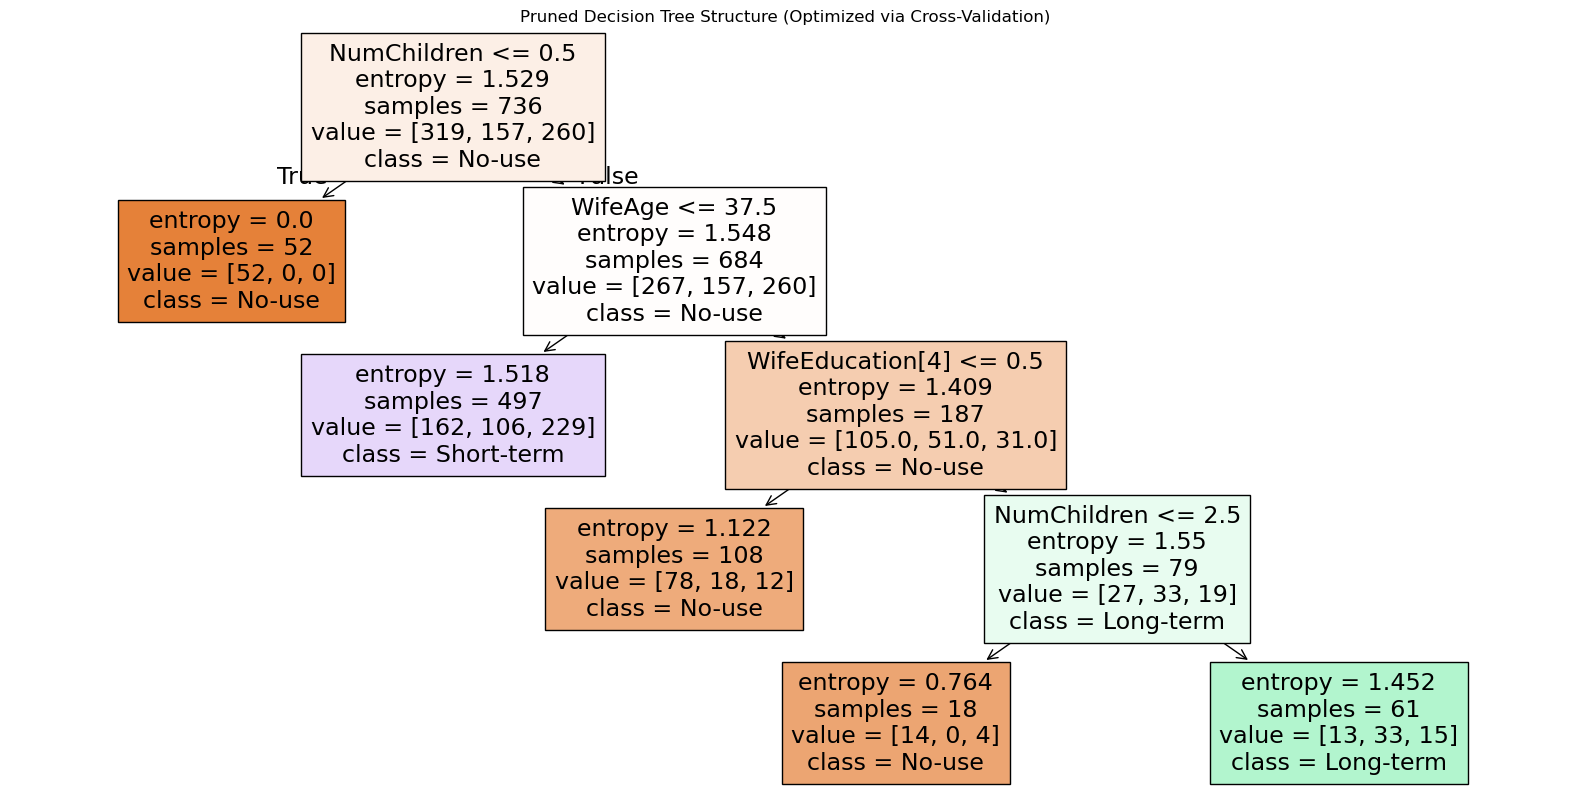 Pruned Decision Tree Structure (Optimized via Cross-Validation)
NumChildren <= 0.5
entropy = 1.529
samples = 736
value = [319, 157, 260]
class = No-use
True
False
entropy = 0.0
samples = 52
value = [52, 0, 0]
class = No-use
WifeAge <= 37.5
entropy = 1.548
samples = 684
value = [267, 157, 260]
class = No-use
entropy = 1.518
samples = 497
value = [162, 106, 229]
class = Short-term
WifeEducation[4] <= 0.5
entropy = 1.409
samples = 187
value = [105.0, 51.0, 31.0]
class = No-use
entropy = 1.122
samples = 108
value = [78, 18, 12]
class = No-use
NumChildren <= 2.5
entropy = 1.55
samples = 79
value = [27, 33, 19]
class = Long-term
entropy = 0.764
samples = 18
value = [14, 0, 4]
class = No-use
entropy = 1.452
samples = 61
value = [13, 33, 15]
class = Long-term